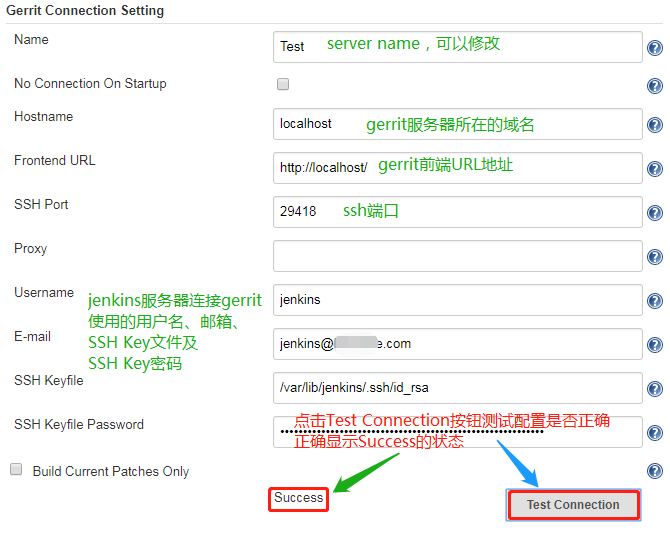 Gerrit Connection Setting
Name
Test
server name，可以修改
No Connection On Startup
Hostname
localhost
gerrit服务器所在的域名
Frontend URL
http://localhost/
gerrit前端URL地址
SSH Port
29418
ssh端口
Proxy
Username
jenkins
jenkins服务器连接gerrit
使用的用户名、邮箱、
SSH Key文件及
SSH Key密码
E-mail
jenkins@
e.com
SSH Keyfile
/var/lib/jenkins/.ssh/id_rsa
SSH Keyfile Password
点击Test Connection按钮测试配置是否正确
正确显示Success的状态
Build Current Patches Only
Success
Test Connection